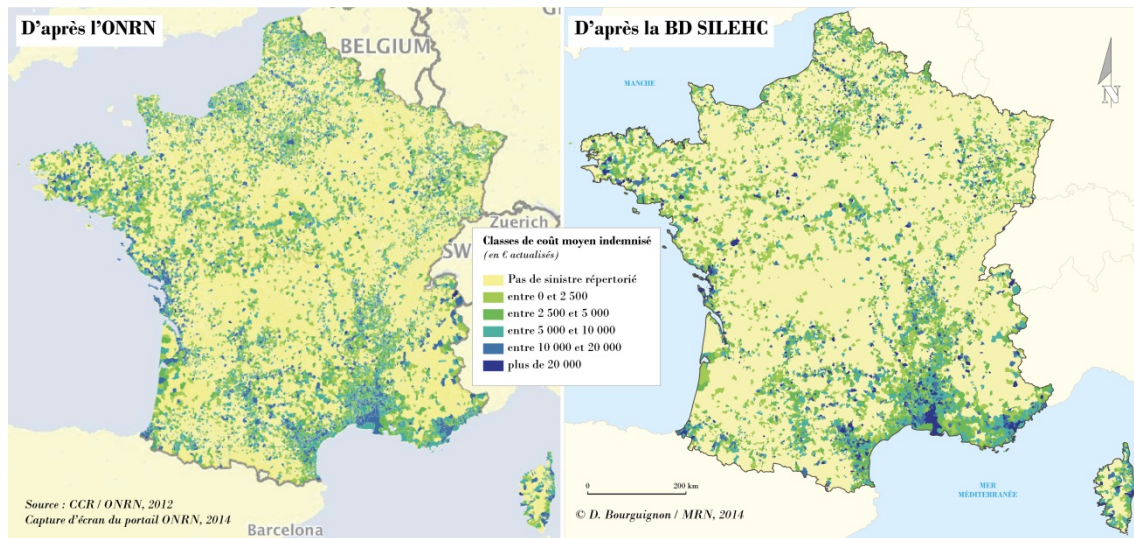 D'après l'ONRN
BELGIUM
Zuerich
SW
Source : CCR / ONRN, 2012
Capture d'écran du portail ONRN, 2014
Barcelona
Classes de coût moyen indemnisé
(en € actualisés)
Pas de sinistre répertorié
entre 0 et 2 500
entre 2 500 et 5 000
entre 5 000 et 10 000
entre 10 000 et 20 000
plus de 20 000
D'après la BD SILEHC
MANCHE
N
0 200 km
MER
MÉDITERRANÉE
© D. Bourguignon / MRN, 2014